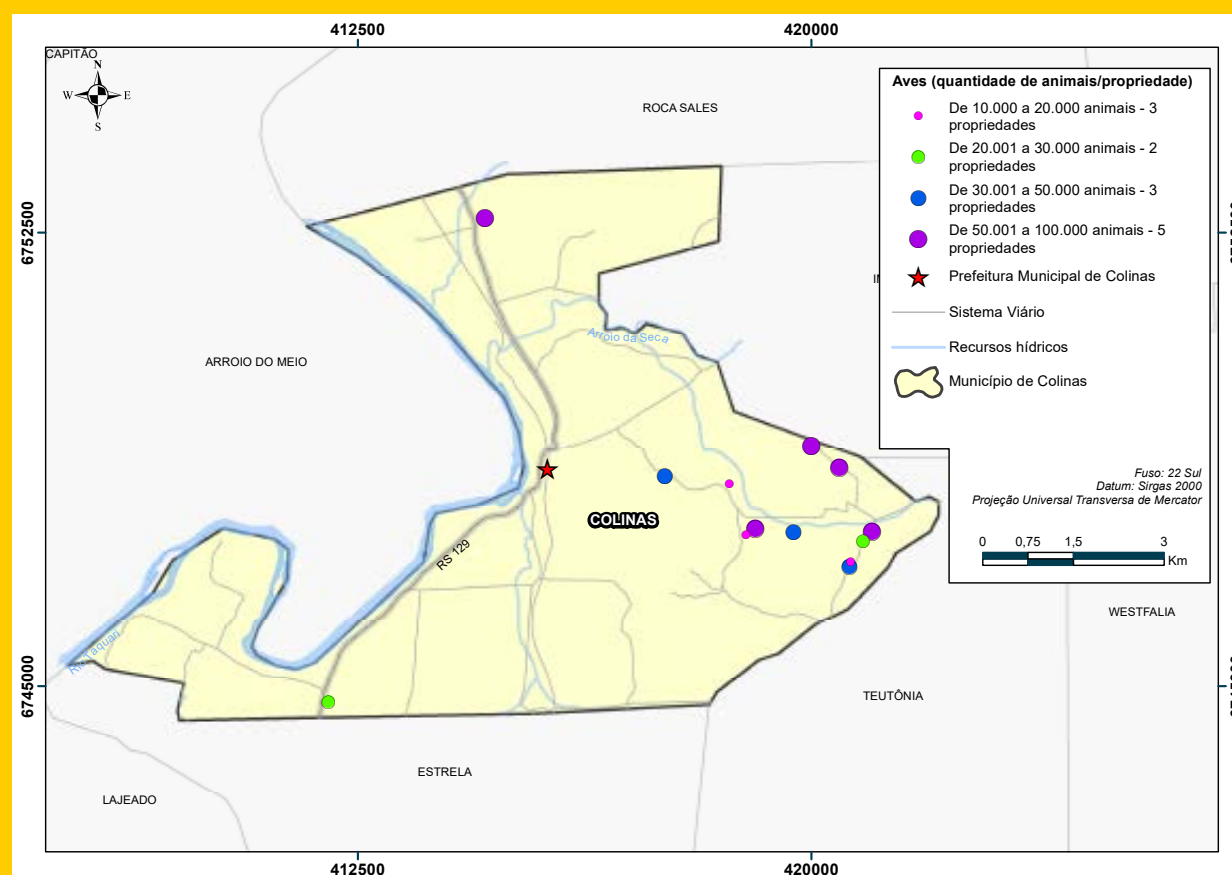 412500
420000
CAPITÃO
N
W
E
S
ROCA SALES
Aves (quantidade de animais/propriedade)
De 10.000 a 20.000 animais - 3
propriedades
De 20.001 a 30.000 animais - 2
propriedades
De 30.001 a 50.000 animais - 3
propriedades
De 50.001 a 100.000 animais - 5
propriedades
Prefeitura Municipal de Colinas
Sistema Viário
Recursos hídricos
Município de Colinas
6752500
ARROIO DO MEIO
Arroio da Seca
Fuso: 22 Sul
Datum: Sirgas 2000
Projeção Universal Transversa de Mercator
0 0,75 1,5 3
Km
COLINAS
RS 129
WESTFALIA
Rio Taquari
6745000
TEUTÔNIA
ESTRELA
LAJEADO
412500
420000